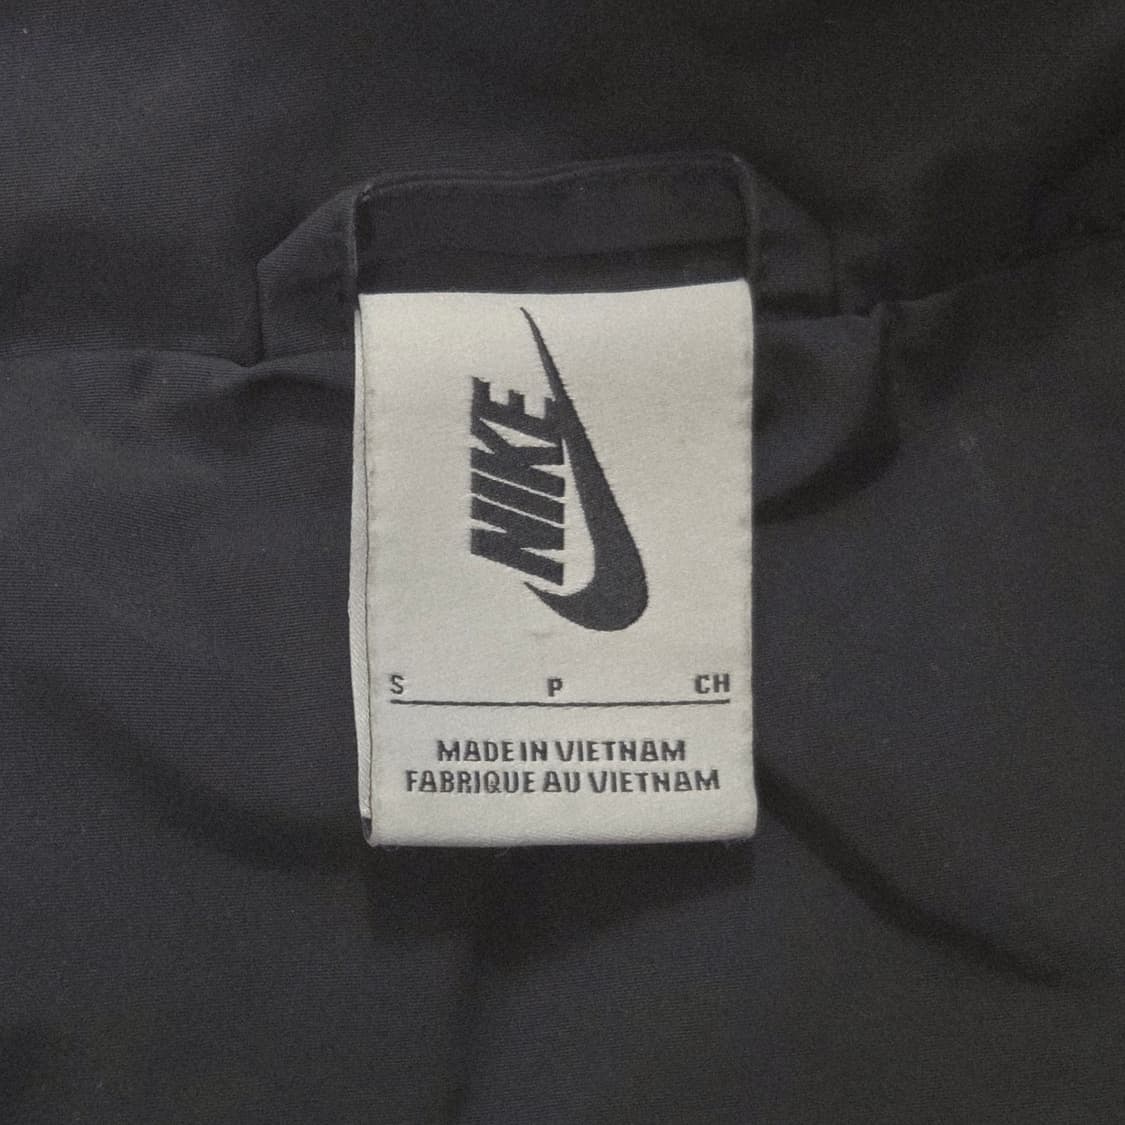 NIKE
S P CH
MADE IN VIETNAM
FABRIQUE AU VIETNAM